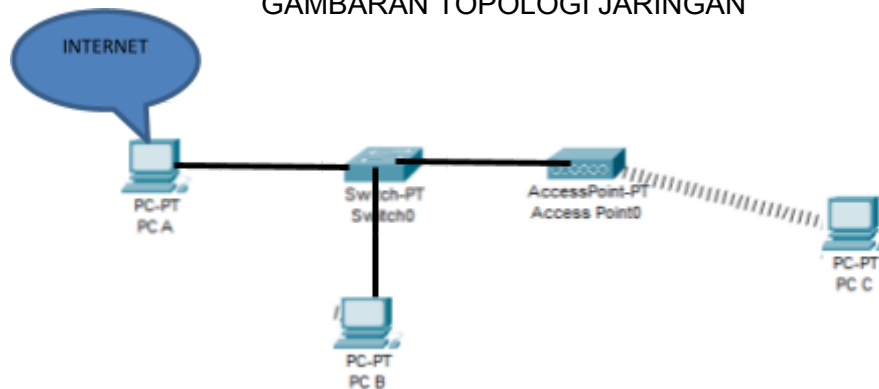 GAMBARAN TOPOLOGI JARINGAN
INTERNET
PC-PT
PC A
Switch-PT
Switch0
AccessPoint-PT
Access Point0
PC-PT
PC C
PC-PT
PC B